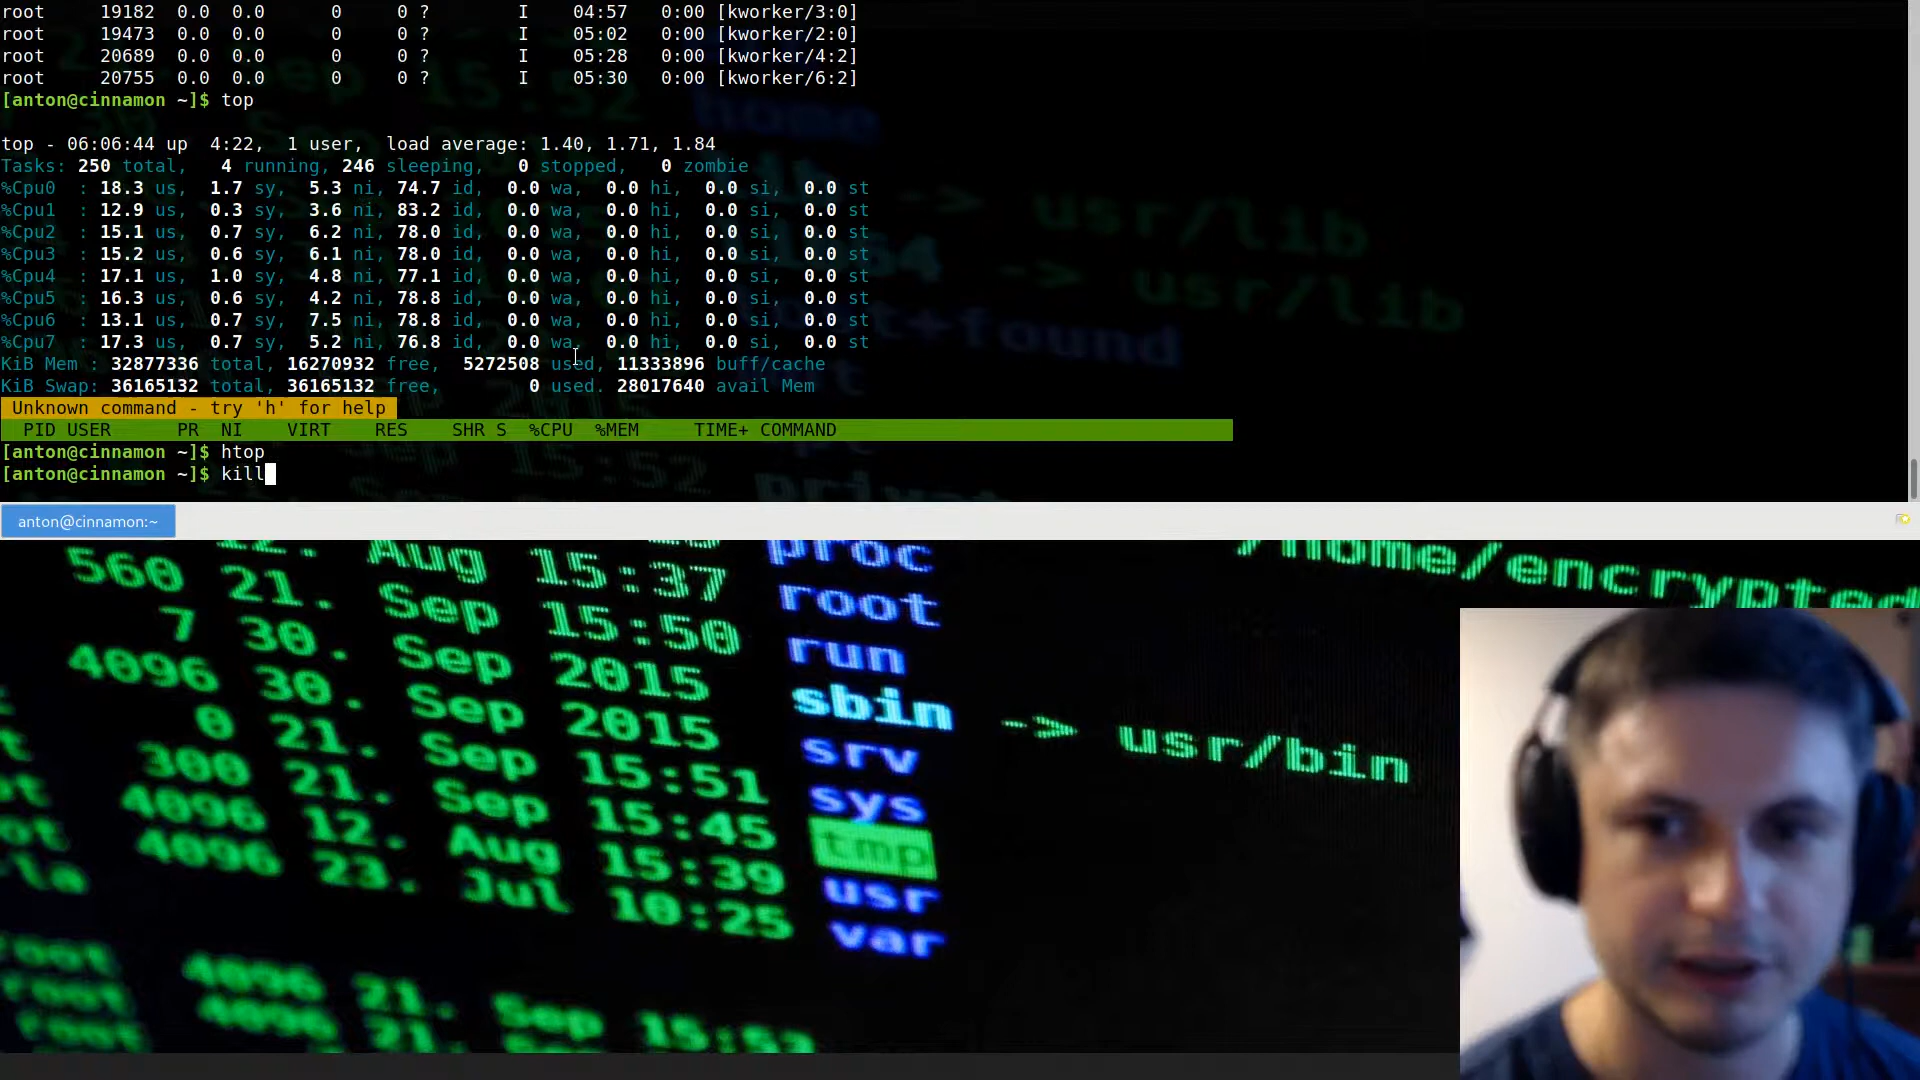 root 19182 0.0 0.0 0 0 ? I 04:57 0:00 [kworker/3:0]
root 19473 0.0 0.0 0 0 ? I 05:02 0:00 [kworker/2:0]
root 20689 0.0 0.0 0 0 ? I 05:28 0:00 [kworker/4:2]
root 20755 0.0 0.0 0 0 ? I 05:30 0:00 [kworker/6:2]
[anton@cinnamon ~]$ top
top - 06:06:44 up 4:22, 1 user, load average: 1.40, 1.71, 1.84
Tasks: 250 total, 4 running, 246 sleeping, 0 stopped, 0 zombie
%Cpu0 : 18.3 us, 1.7 sy, 5.3 ni, 74.7 id, 0.0 wa, 0.0 hi, 0.0 si, 0.0 st
%Cpu1 : 12.9 us, 0.3 sy, 3.6 ni, 83.2 id, 0.0 wa, 0.0 hi, 0.0 si, 0.0 st
%Cpu2 : 15.1 us, 0.7 sy, 6.2 ni, 78.0 id, 0.0 wa, 0.0 hi, 0.0 si, 0.0 st
%Cpu3 : 15.2 us, 0.6 sy, 6.1 ni, 78.0 id, 0.0 wa, 0.0 hi, 0.0 si, 0.0 st
%Cpu4 : 17.1 us, 1.0 sy, 4.8 ni, 77.1 id, 0.0 wa, 0.0 hi, 0.0 si, 0.0 st
%Cpu5 : 16.3 us, 0.6 sy, 4.2 ni, 78.8 id, 0.0 wa, 0.0 hi, 0.0 si, 0.0 st
%Cpu6 : 13.1 us, 0.7 sy, 7.5 ni, 78.8 id, 0.0 wa, 0.0 hi, 0.0 si, 0.0 st
%Cpu7 : 17.3 us, 0.7 sy, 5.2 ni, 76.8 id, 0.0 wa, 0.0 hi, 0.0 si, 0.0 st
KiB Mem : 32877336 total, 16270932 free, 5272508 used, 11333896 buff/cache
KiB Swap: 36165132 total, 36165132 free, 0 used. 28017640 avail Mem
Unknown command - try 'h' for help
PID USER PR NI VIRT RES SHR S %CPU %MEM TIME+ COMMAND
[anton@cinnamon ~]$ htop
[anton@cinnamon ~]$ kill
home
-> usr/lib
-> usr/lib
anton@cinnamon:~
Aug 15:37 proc
560 21. Sep 15:50 root
7 30. Sep 2015 run
4096 30. Sep 2015 sbin -> usr/bin
0 21. Sep 15:51 srv
300 21. Sep 15:45 sys
4096 12. Aug 15:39 tmp
4096 23. Jul 10:25 usr
var
/home/encrypted
root 4096 21. Sep 15:53
root 4096 21.
root